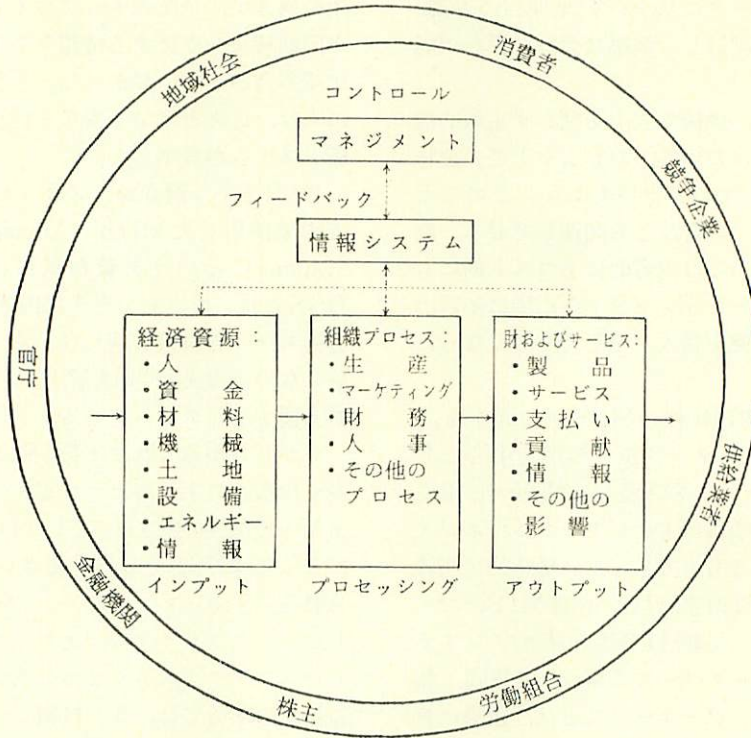 地域社会
消費者
競争企業
供給業者
労働組合
株主
金融機関
官庁
コントロール
マネジメント
フィードバック
情報システム
経済資源：
・人
・資金
・材料
・機械
・土地
・設備
・エネルギー
・情報
インプット
組織プロセス：
・生産
・マーケティング
・財務
・人事
・その他の
プロセス
プロセッシング
財およびサービス：
・製品
・サービス
・支払い
・貢献
・情報
・その他の
影響
アウトプット